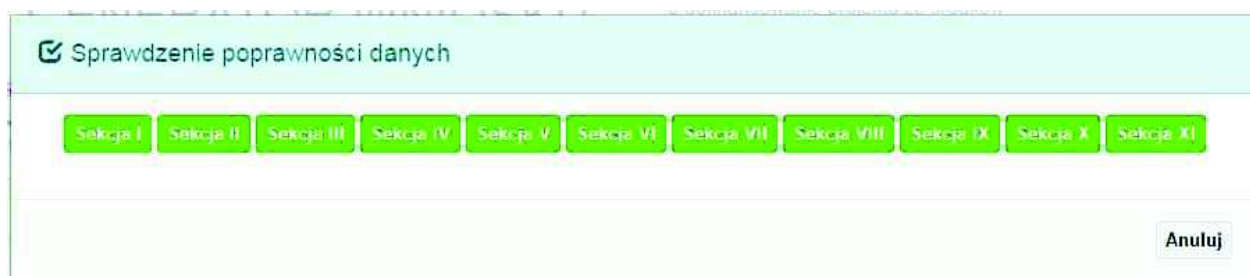 Sprawdzenie poprawności danych
Sekcja I Sekcja II Sekcja III Sekcja IV Sekcja V Sekcja VI Sekcja VII Sekcja VIII Sekcja IX Sekcja X Sekcja XI
Anuluj